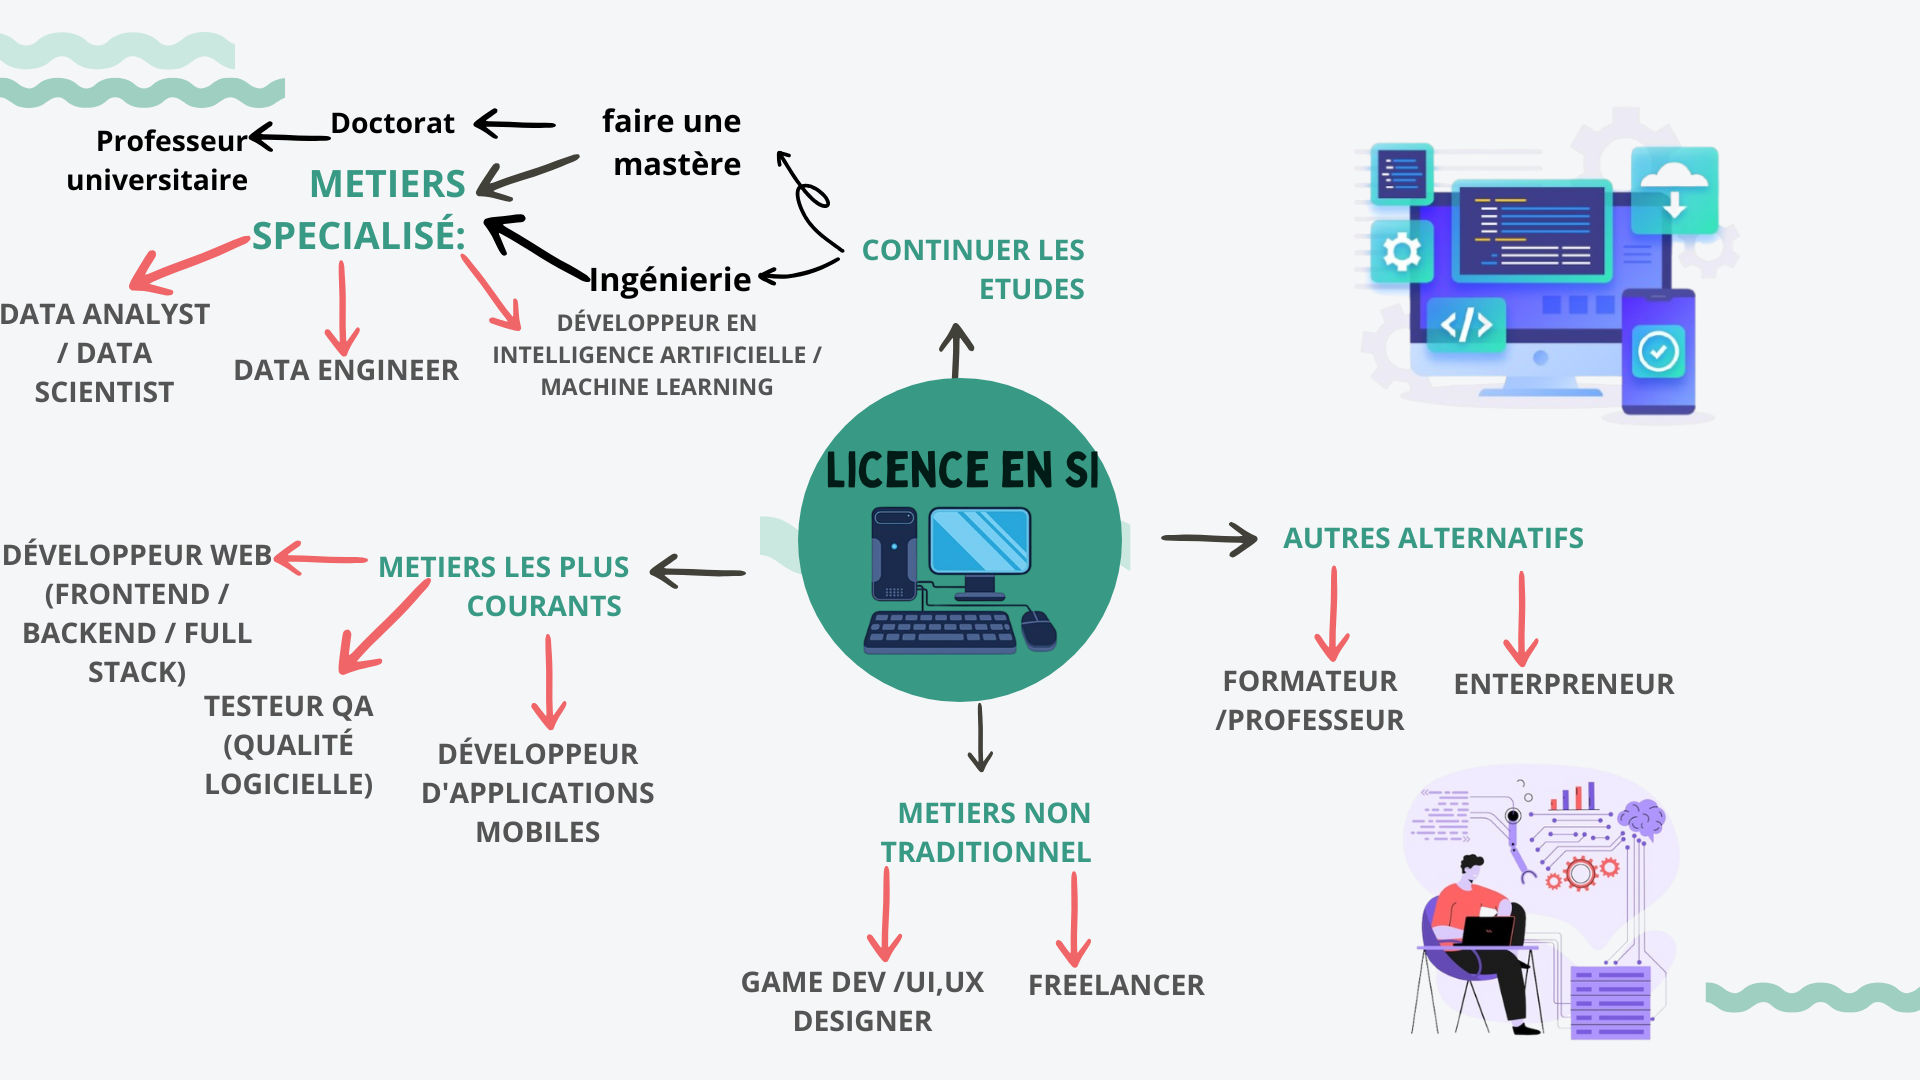 Professeur
universitaire
Doctorat
faire une
mastère
METIERS
SPECIALISÉ:
Ingénierie
CONTINUER LES
ETUDES
DATA ANALYST
/ DATA
SCIENTIST
DATA ENGINEER
DÉVELOPPEUR EN
INTELLIGENCE ARTIFICIELLE /
MACHINE LEARNING
LICENCE EN SI
DÉVELOPPEUR WEB
(FRONTEND /
BACKEND / FULL
STACK)
METIERS LES PLUS
COURANTS
TESTEUR QA
(QUALITÉ
LOGICIELLE)
DÉVELOPPEUR
D'APPLICATIONS
MOBILES
AUTRES ALTERNATIFS
FORMATEUR
/PROFESSEUR
ENTERPRENEUR
METIERS NON
TRADITIONNEL
GAME DEV /UI,UX
DESIGNER
FREELANCER